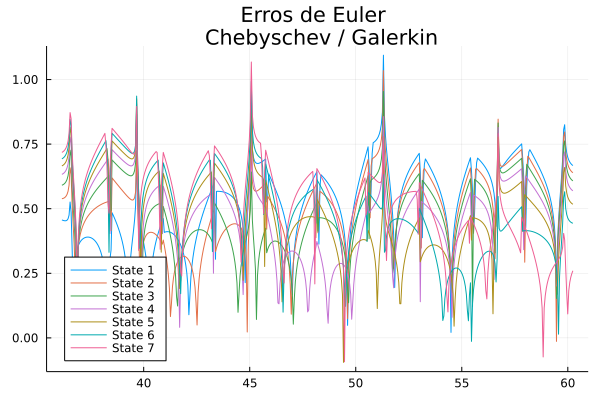 Erros de Euler
Chebyschev / Galerkin
1.00
0.75
0.50
0.25
0.00
State 1
State 2
State 3
State 4
State 5
State 6
State 7
40
45
50
55
60